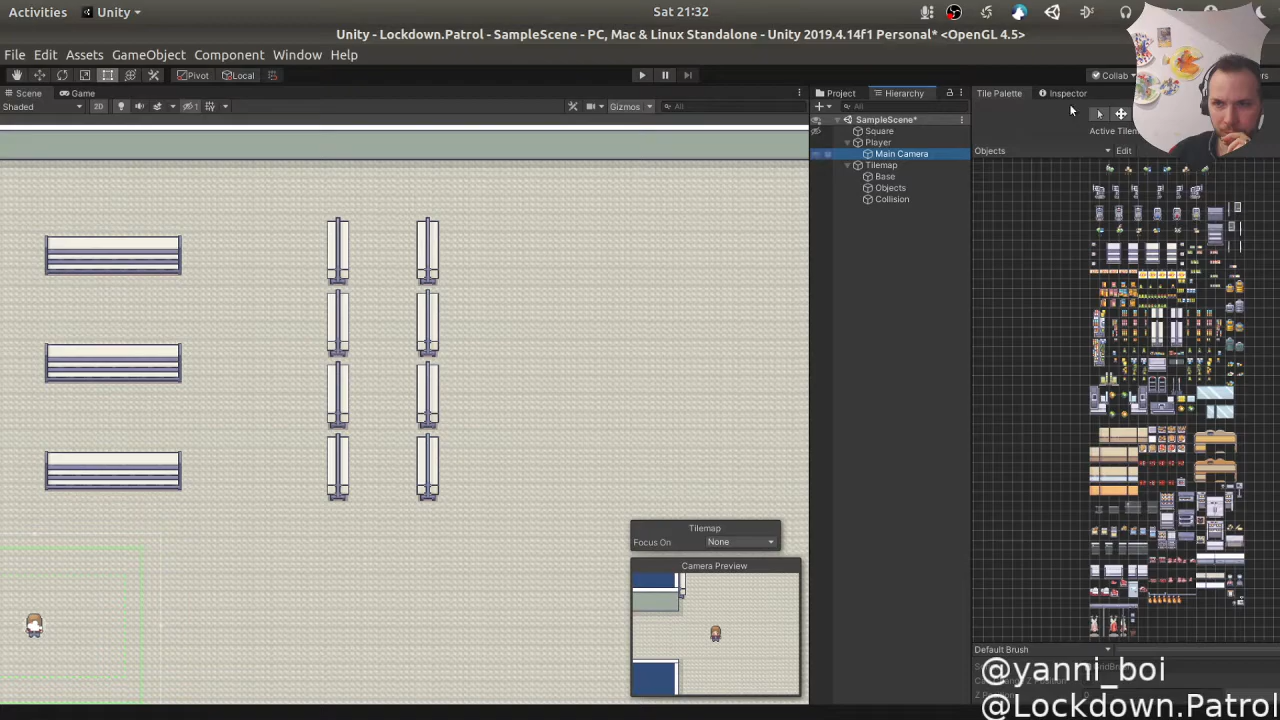 Activities Unity Sat 21:32
Unity - Lockdown.Patrol - SampleScene - PC, Mac & Linux Standalone - Unity 2019.4.14f1 Personal* <OpenGL 4.5>
File Edit Assets GameObject Component Window Help
Pivot Local Collab
Scene Game Project Hierarchy Tile Palette Inspector
Shaded 2D 1 Gizmos All All
SampleScene*
Square
Player
Main Camera
Tilemap
Base
Objects
Collision
Active Tilem
Objects Edit
Tilemap
Focus On None
Camera Preview
Default Brush
@yanni_boi
@Lockdown.Patrol